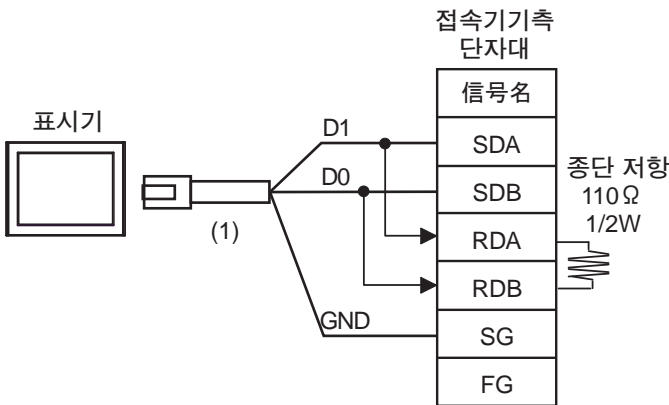 접속기기측
단자대
信号名
표시기
D1
SDA
D0
SDB
종단 저항
110Ω
1/2W
(1)
RDA
RDB
GND
SG
FG